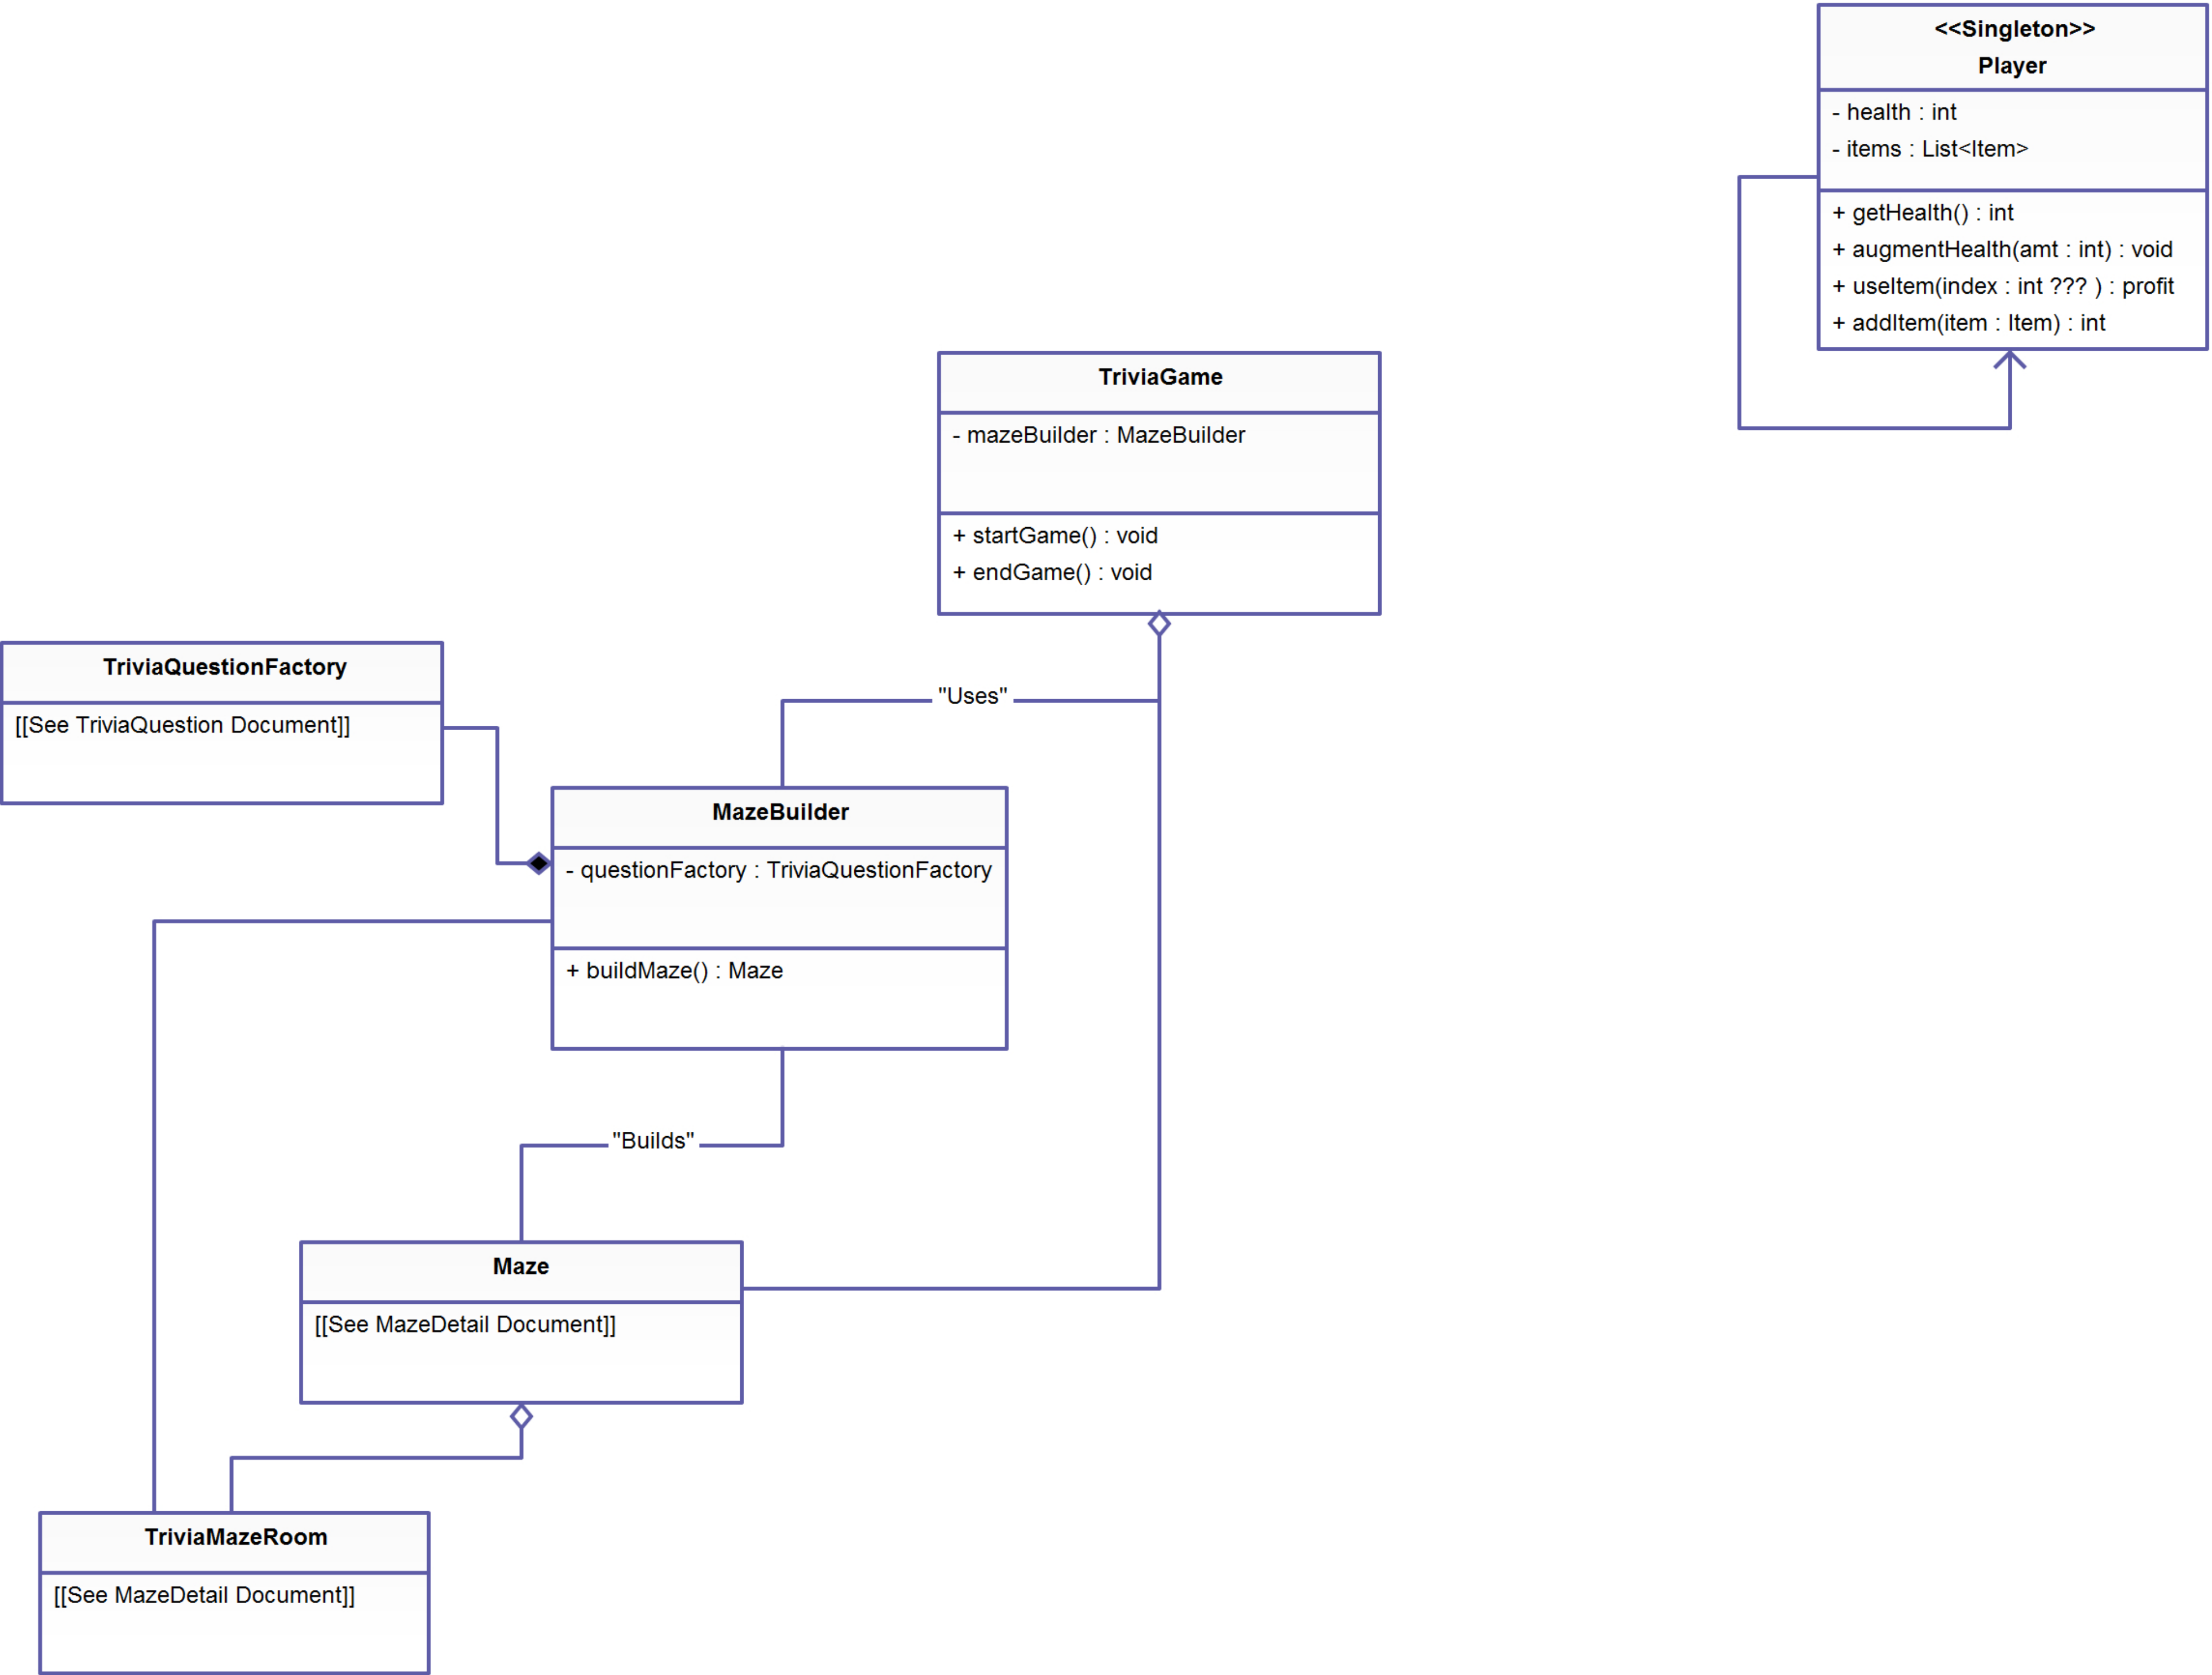 <<Singleton>>
Player
- health : int
- items : List<Item>
+ getHealth() : int
+ augmentHealth(amt : int) : void
+ useItem(index : int ??? ) : profit
+ addItem(item : Item) : int
TriviaGame
- mazeBuilder : MazeBuilder
+ startGame() : void
+ endGame() : void
TriviaQuestionFactory
[[See TriviaQuestion Document]]
"Uses"
MazeBuilder
- questionFactory : TriviaQuestionFactory
+ buildMaze() : Maze
"Builds"
Maze
[[See MazeDetail Document]]
TriviaMazeRoom
[[See MazeDetail Document]]